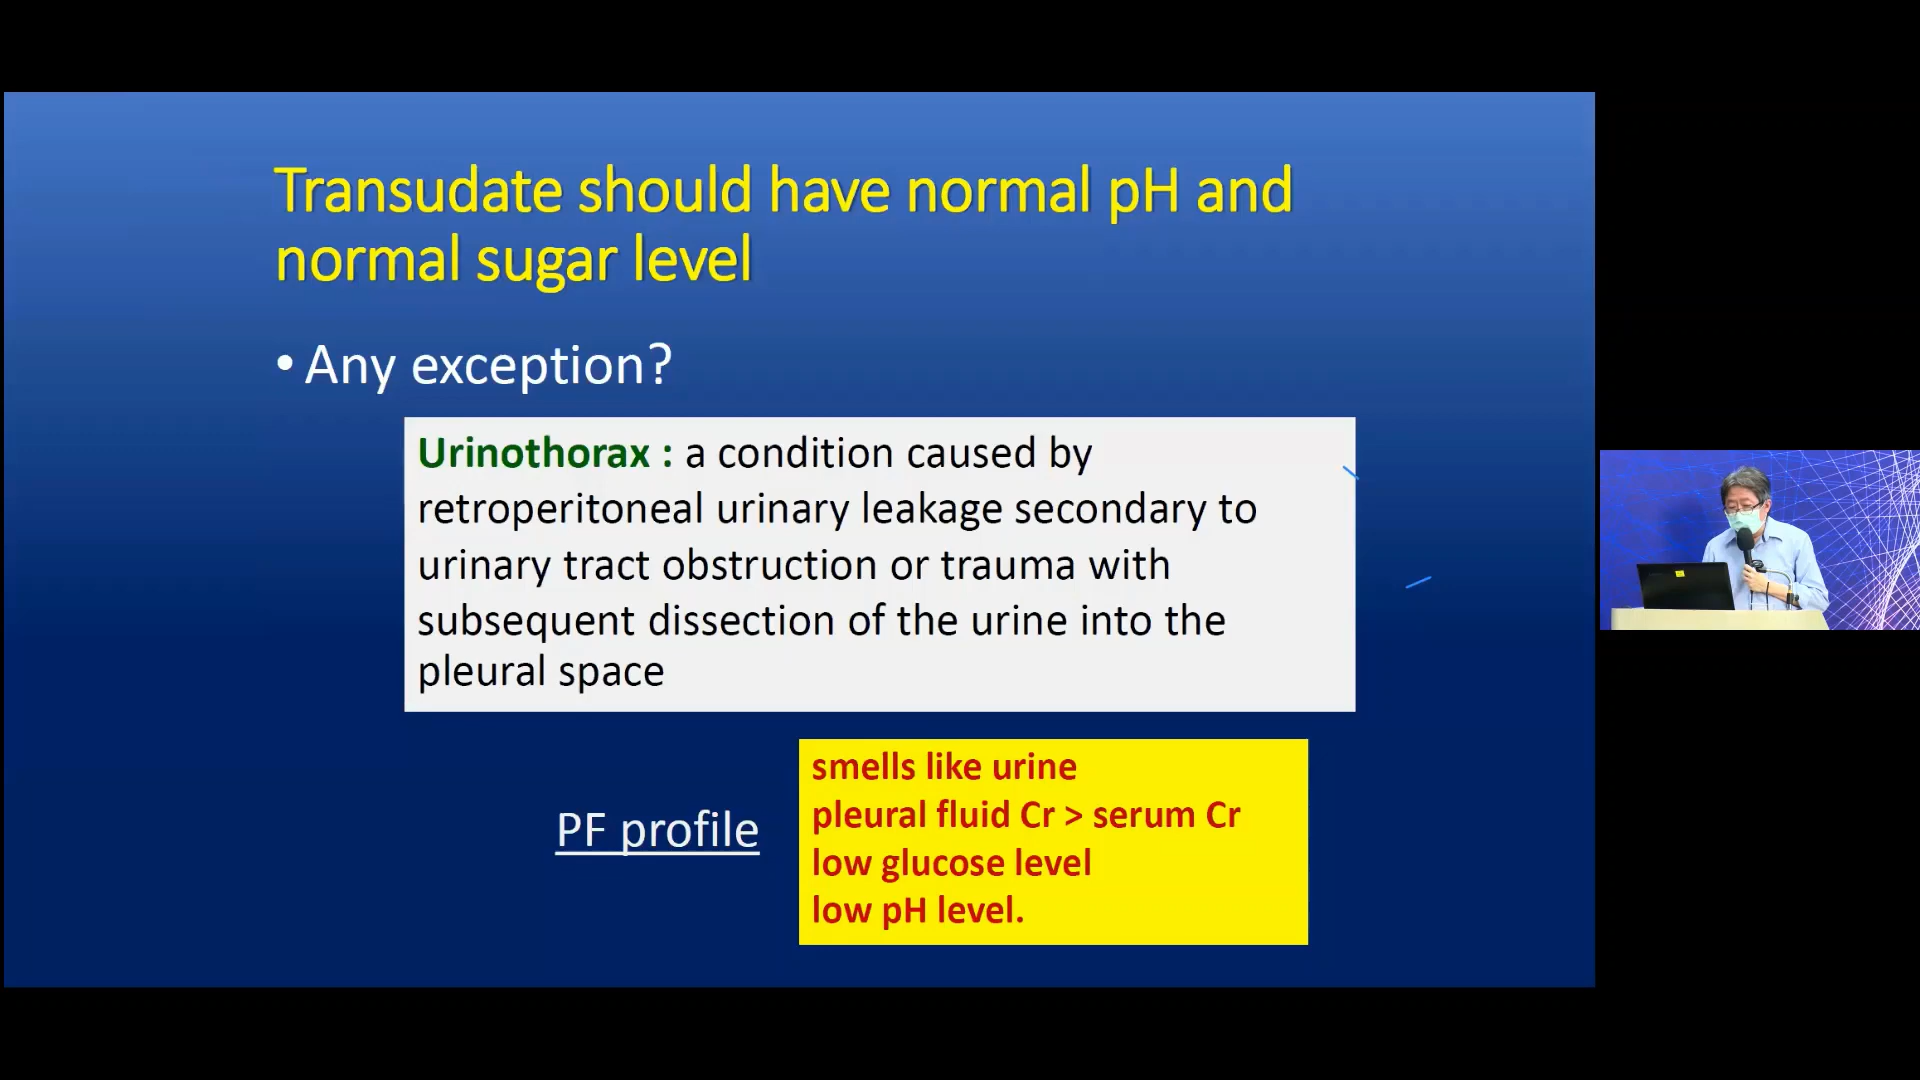 Transudate should have normal pH and
normal sugar level
• Any exception?
Urinothorax : a condition caused by
retroperitoneal urinary leakage secondary to
urinary tract obstruction or trauma with
subsequent dissection of the urine into the
pleural space
PF profile
smells like urine
pleural fluid Cr > serum Cr
low glucose level
low pH level.